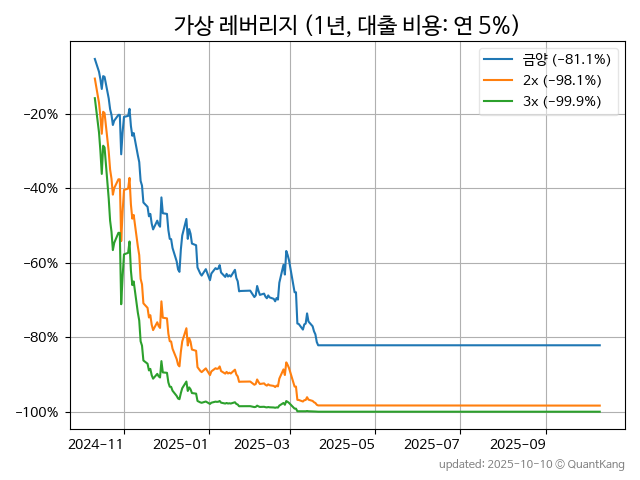 가상 레버리지 (1년, 대출 비용: 연 5%)
금양 (−81.1%)
2x (−98.1%)
3x (−99.9%)
−20%
−40%
−60%
−80%
−100%
2024−11 2025−01 2025−03 2025−05 2025−07 2025−09
updated: 2025-10-10 © QuantKang